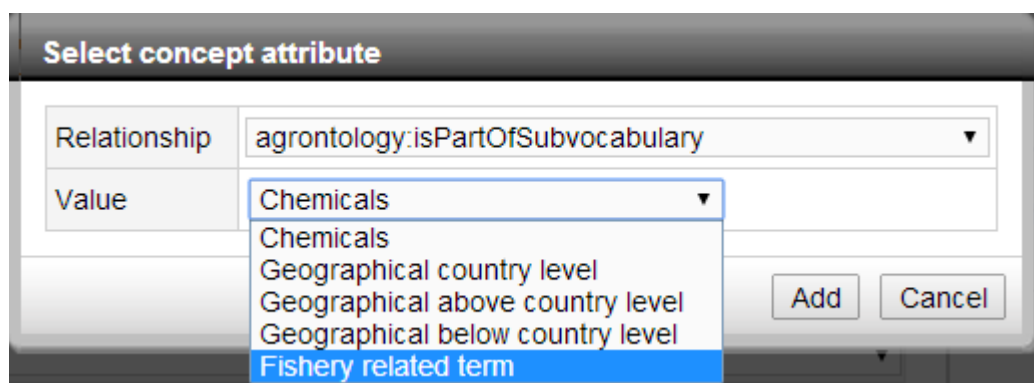 Select concept attribute
Relationship agrontology:isPartOfSubvocabulary
Value Chemicals
Chemicals
Geographical country level
Geographical above country level
Geographical below country level
Fishery related term
Add Cancel